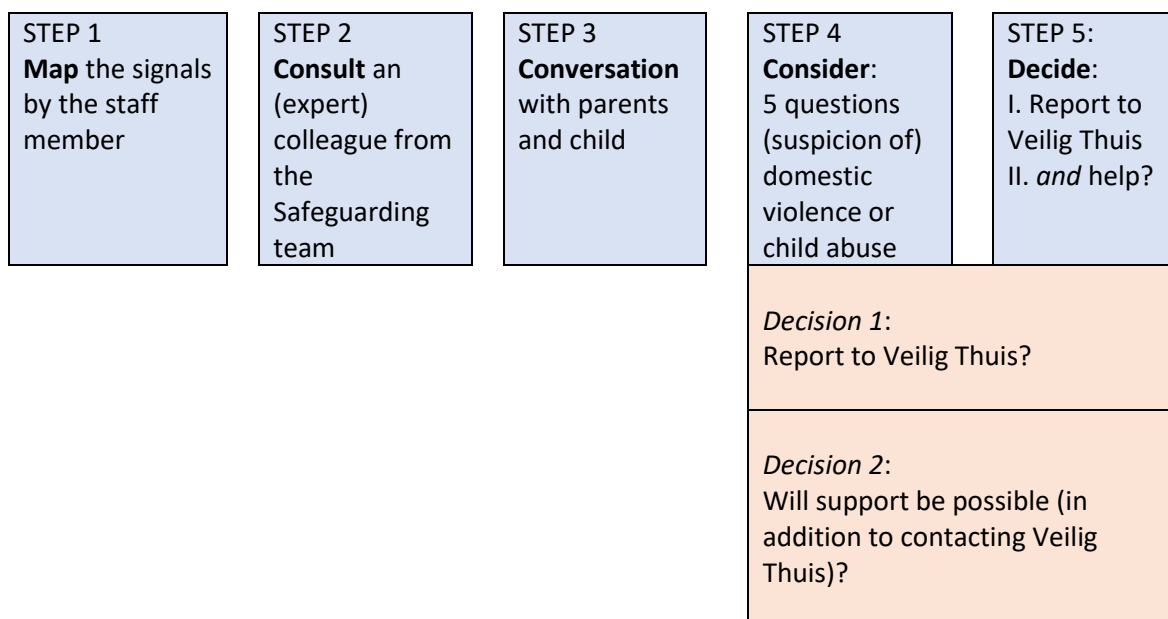 STEP 1
Map the signals
by the staff
member
STEP 2
Consult an
(expert)
colleague from
the
Safeguarding
team
STEP 3
Conversation
with parents
and child
STEP 4
Consider:
5 questions
(suspicion of)
domestic
violence or
child abuse
STEP 5:
Decide:
I. Report to
Veilig Thuis
II. and help?
Decision 1:
Report to Veilig Thuis?
Decision 2:
Will support be possible (in
addition to contacting Veilig
Thuis)?